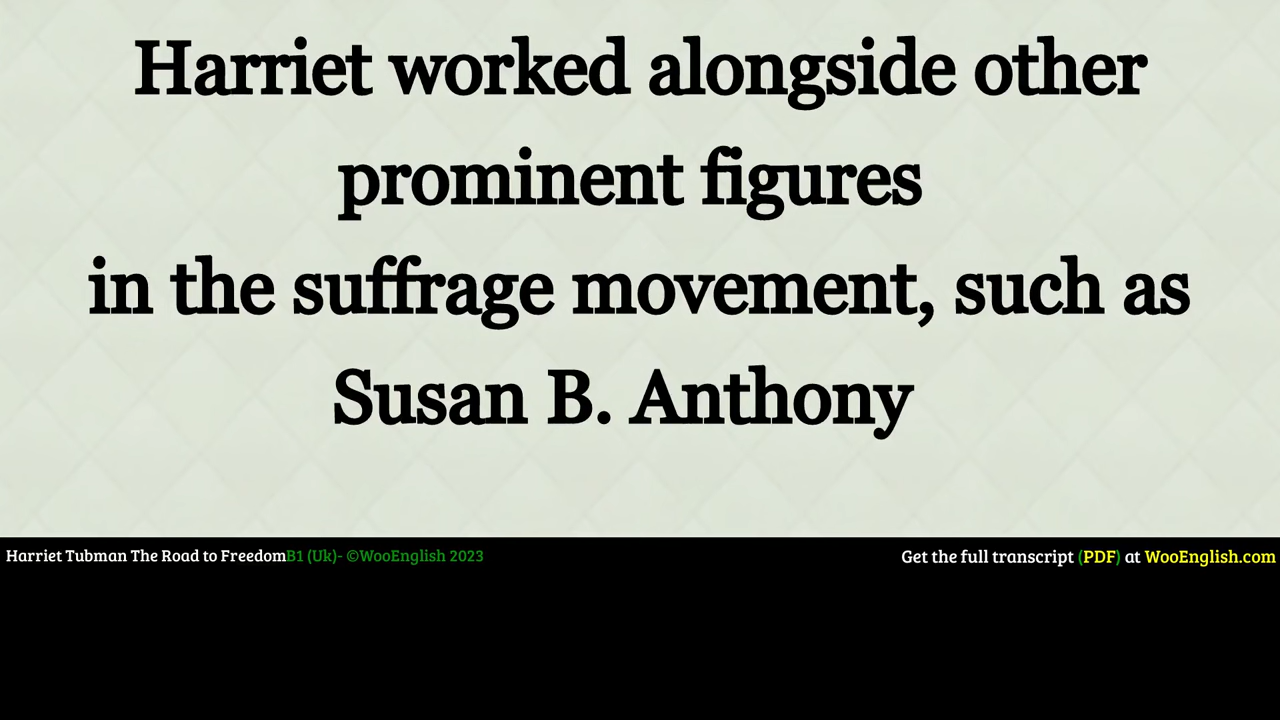 Harriet worked alongside other
prominent figures
in the suffrage movement, such as
Susan B. Anthony
Harriet Tubman The Road to FreedomB1 (Uk)- ©WooEnglish 2023
Get the full transcript (PDF) at WooEnglish.com